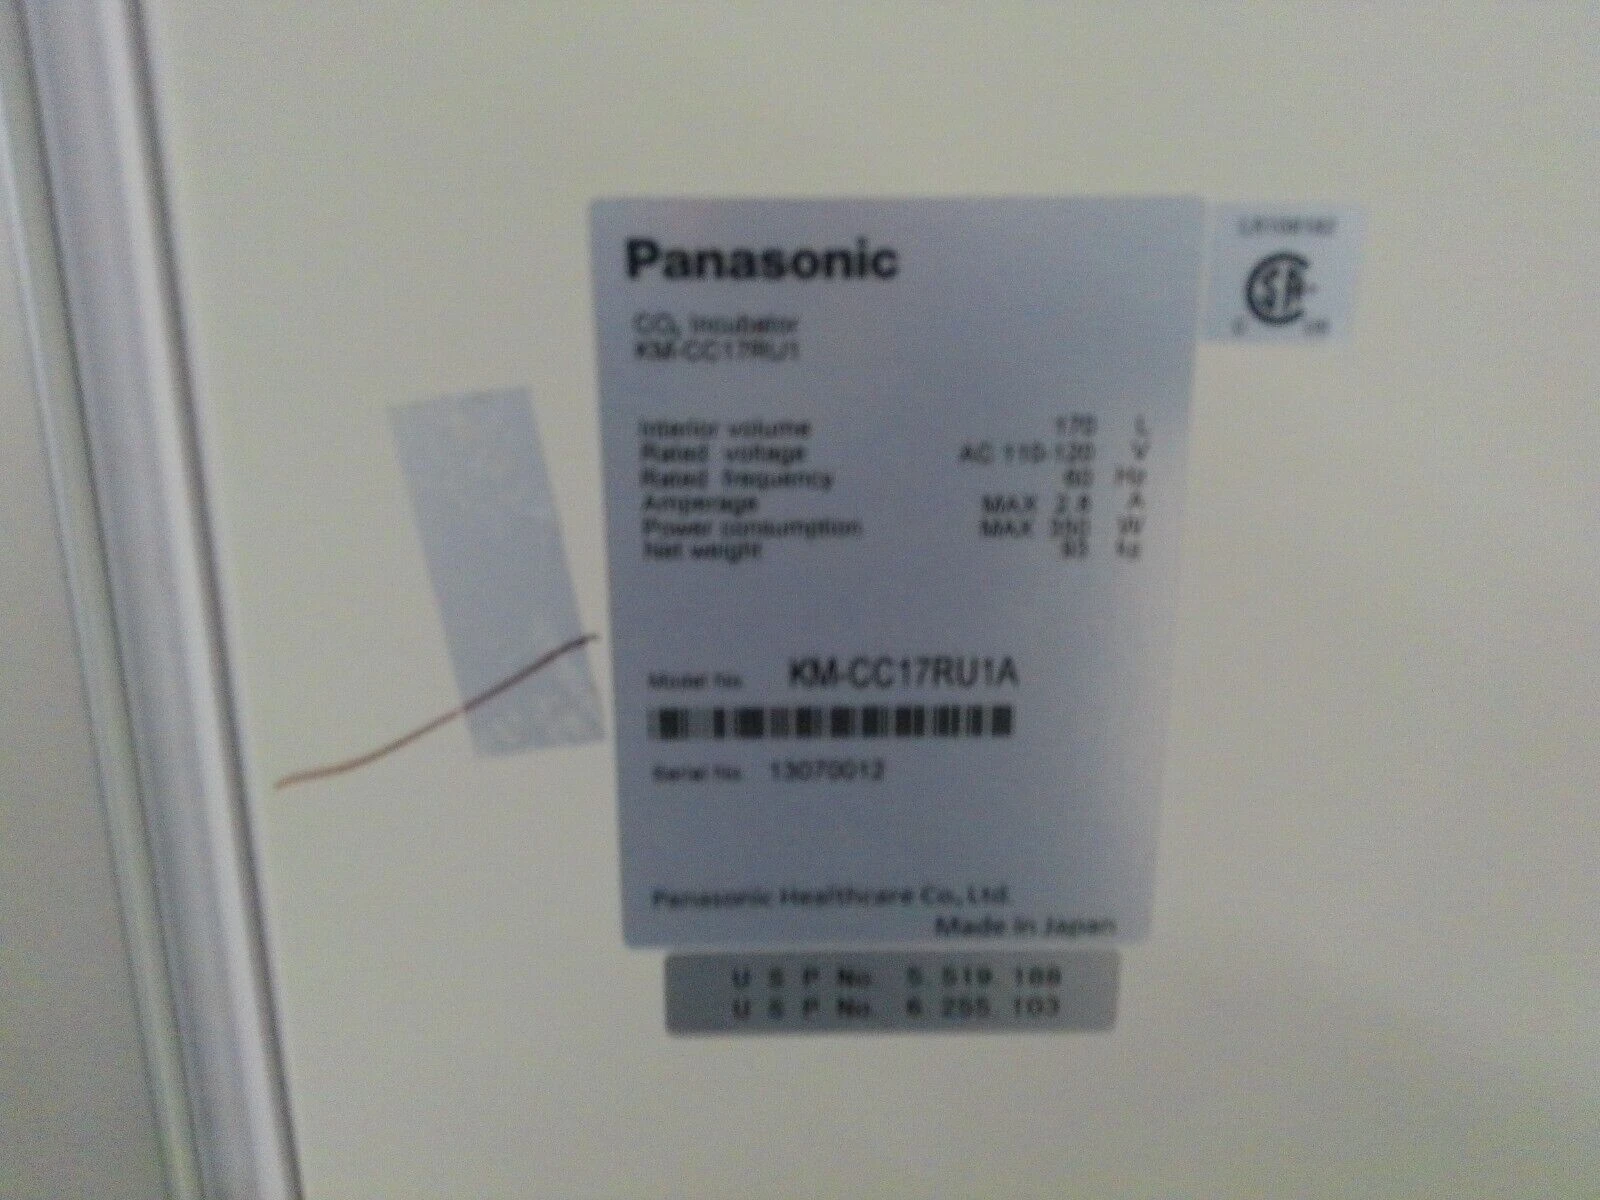 Panasonic
CO₂ Incubator
KM-CC17RU1
Interior volume 170 L
Rated voltage AC 110-120 V
Rated frequency 60 Hz
Amperage MAX 2.8 A
Power consumption MAX W
Net weight kg
Model No. KM-CC17RU1A
Serial No. 13070012
Panasonic Healthcare Co., Ltd.
Made in Japan
U S P No. 5. 519. 188
U S P No. 6. 255. 103